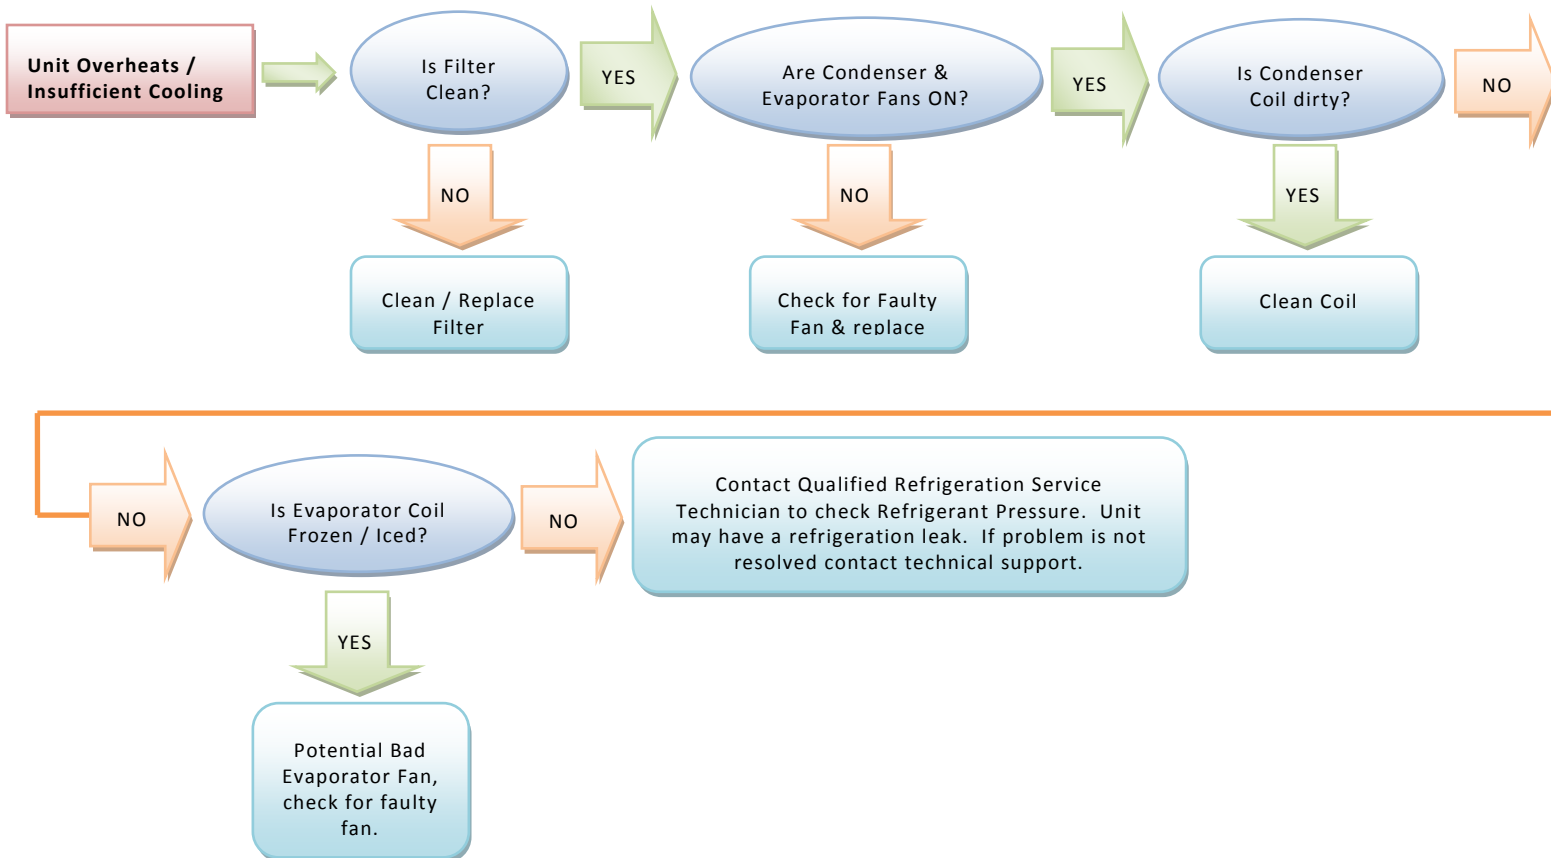 Unit Overheats /
Insufficient Cooling
Is Filter
Clean?
YES
Are Condenser &
Evaporator Fans ON?
YES
Is Condenser
Coil dirty?
NO
NO
NO
YES
Clean / Replace
Filter
Check for Faulty
Fan & replace
Clean Coil
NO
Is Evaporator Coil
Frozen / Iced?
NO
Contact Qualified Refrigeration Service
Technician to check Refrigerant Pressure. Unit
may have a refrigeration leak. If problem is not
resolved contact technical support.
YES
Potential Bad
Evaporator Fan,
check for faulty
fan.